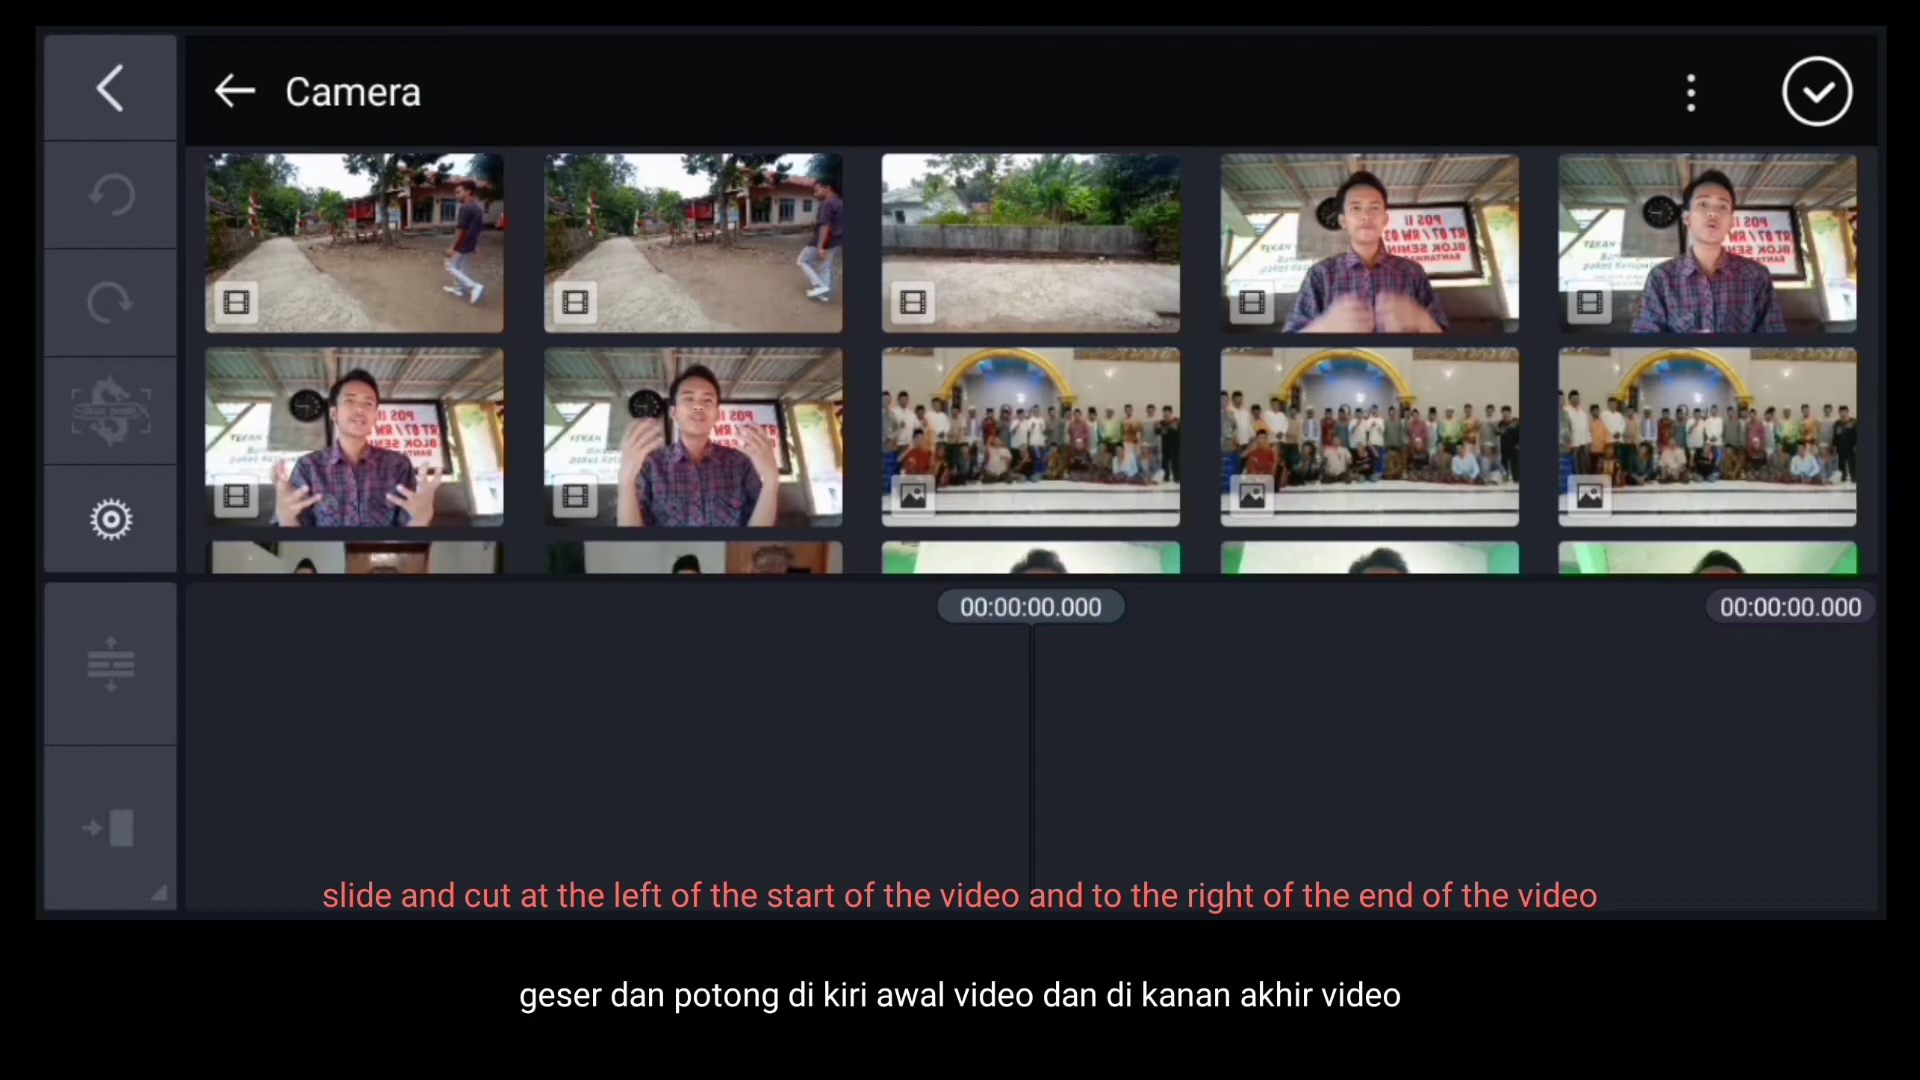 Camera
00:00:00.000
00:00:00.000
slide and cut at the left of the start of the video and to the right of the end of the video
geser dan potong di kiri awal video dan di kanan akhir video